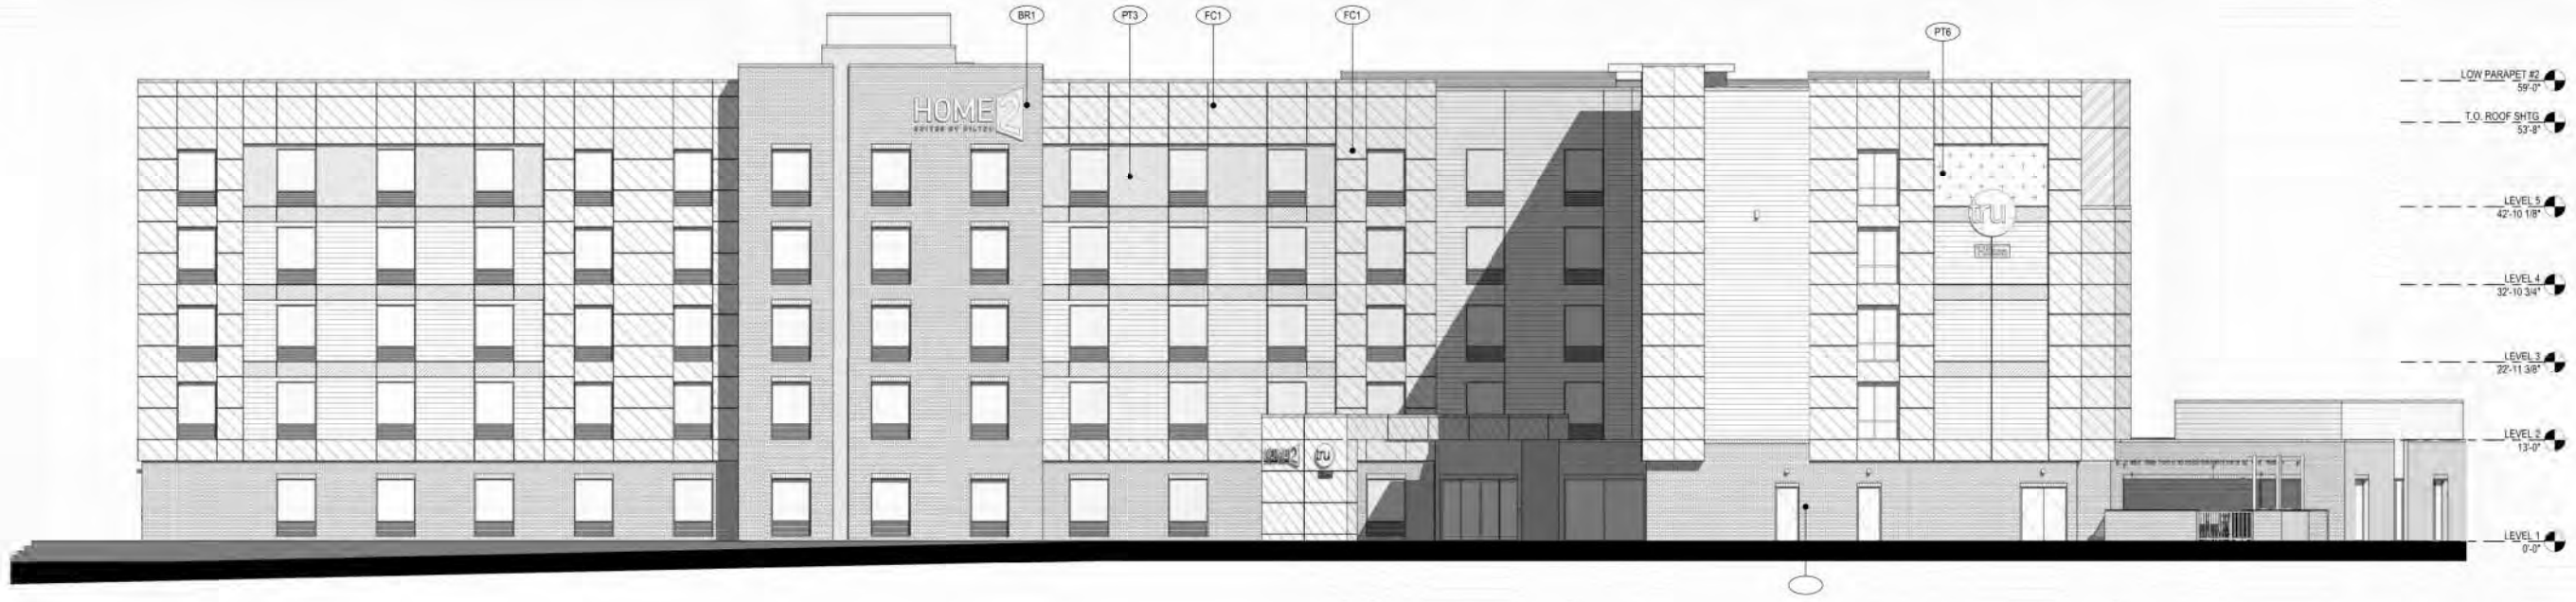 BR1
PT3
FC1
FC1
PT6
HOME2
SUITES BY HILTON
LOW PARAPET #2
59'-0"
T.O. ROOF SHTG
53'-8"
LEVEL 5
42'-10 1/8"
tru
LEVEL 4
32'-10 3/4"
LEVEL 3
22'-11 3/8"
LEVEL 2
13'-0"
tru
LEVEL 1
0'-0"